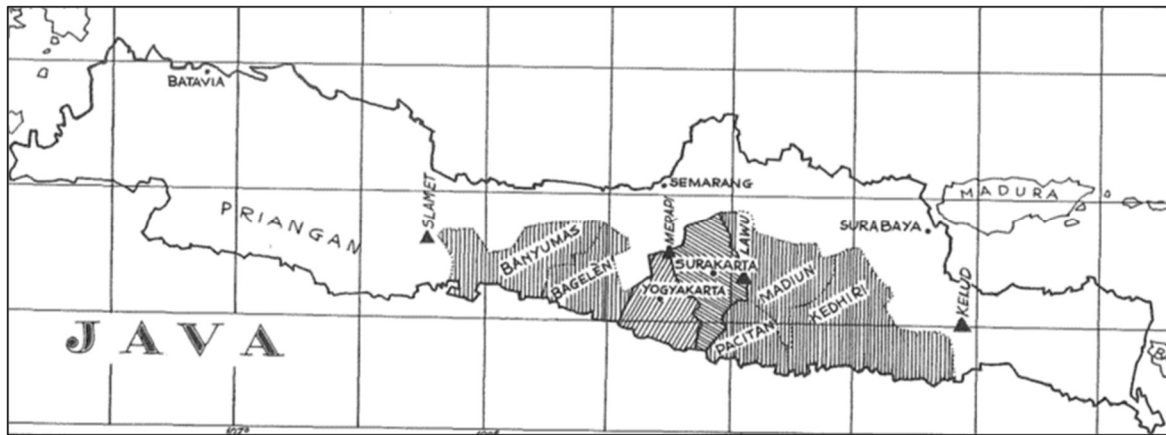 BATAVIA
SEMARANG
MADURA
SLAMET
PRIANGAN
MERAPI
LAWU
SURABAYA
BANYUMAS
BAGELEN
SURAKARTA
YOGYAKARTA
MADIUN
KEDHIRI
PACITAN
KELUD
JAVA